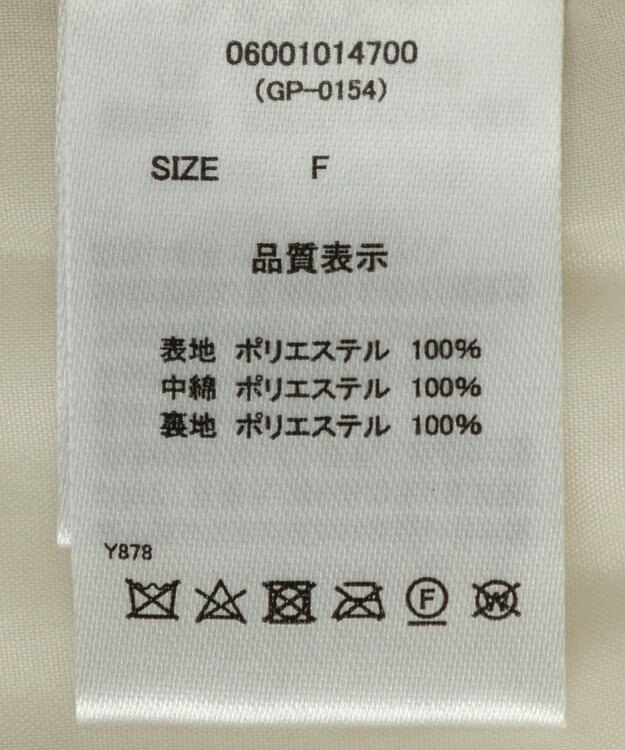 06001014700
(GP-0154)
SIZE F
品質表示
表地 ポリエステル 100%
中綿 ポリエステル 100%
裏地 ポリエステル 100%
Y878
F W